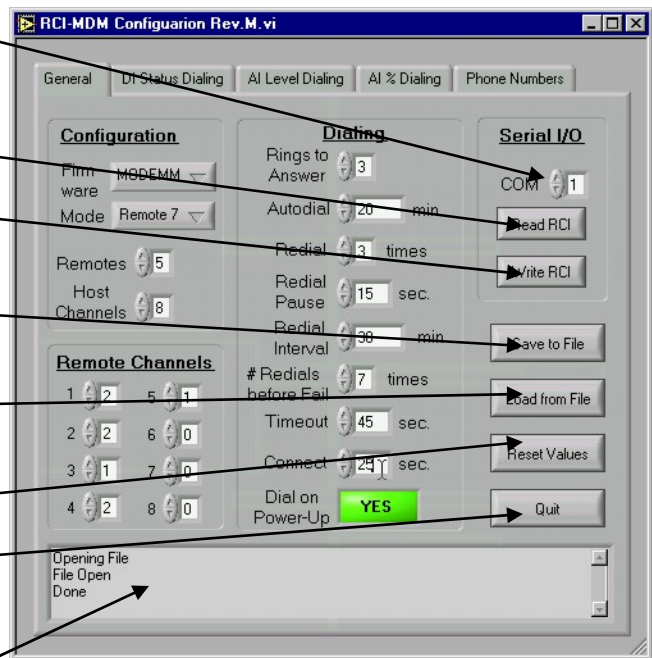 RCI-MDM Configuarion Rev.M.vi
General DI Status Dialing AI Level Dialing AI % Dialing Phone Numbers
Configuration
Firm
ware
MODEMM
Mode Remote 7
Remotes 5
Host
Channels 8
Remote Channels
1 2 5 1
2 2 6 0
3 1 7 0
4 2 8 0
Dialing
Rings to
Answer 3
Autodial 20 min
Redial 3 times
Redial
Pause 15 sec.
Redial
Interval 30 min
# Redials
before Fail 7 times
Timeout 45 sec.
Connect 25 sec.
Dial on
Power-Up YES
Serial I/O
COM 1
Read RCI
Write RCI
Save to File
Load from File
Reset Values
Quit
Opening File
File Open
Done